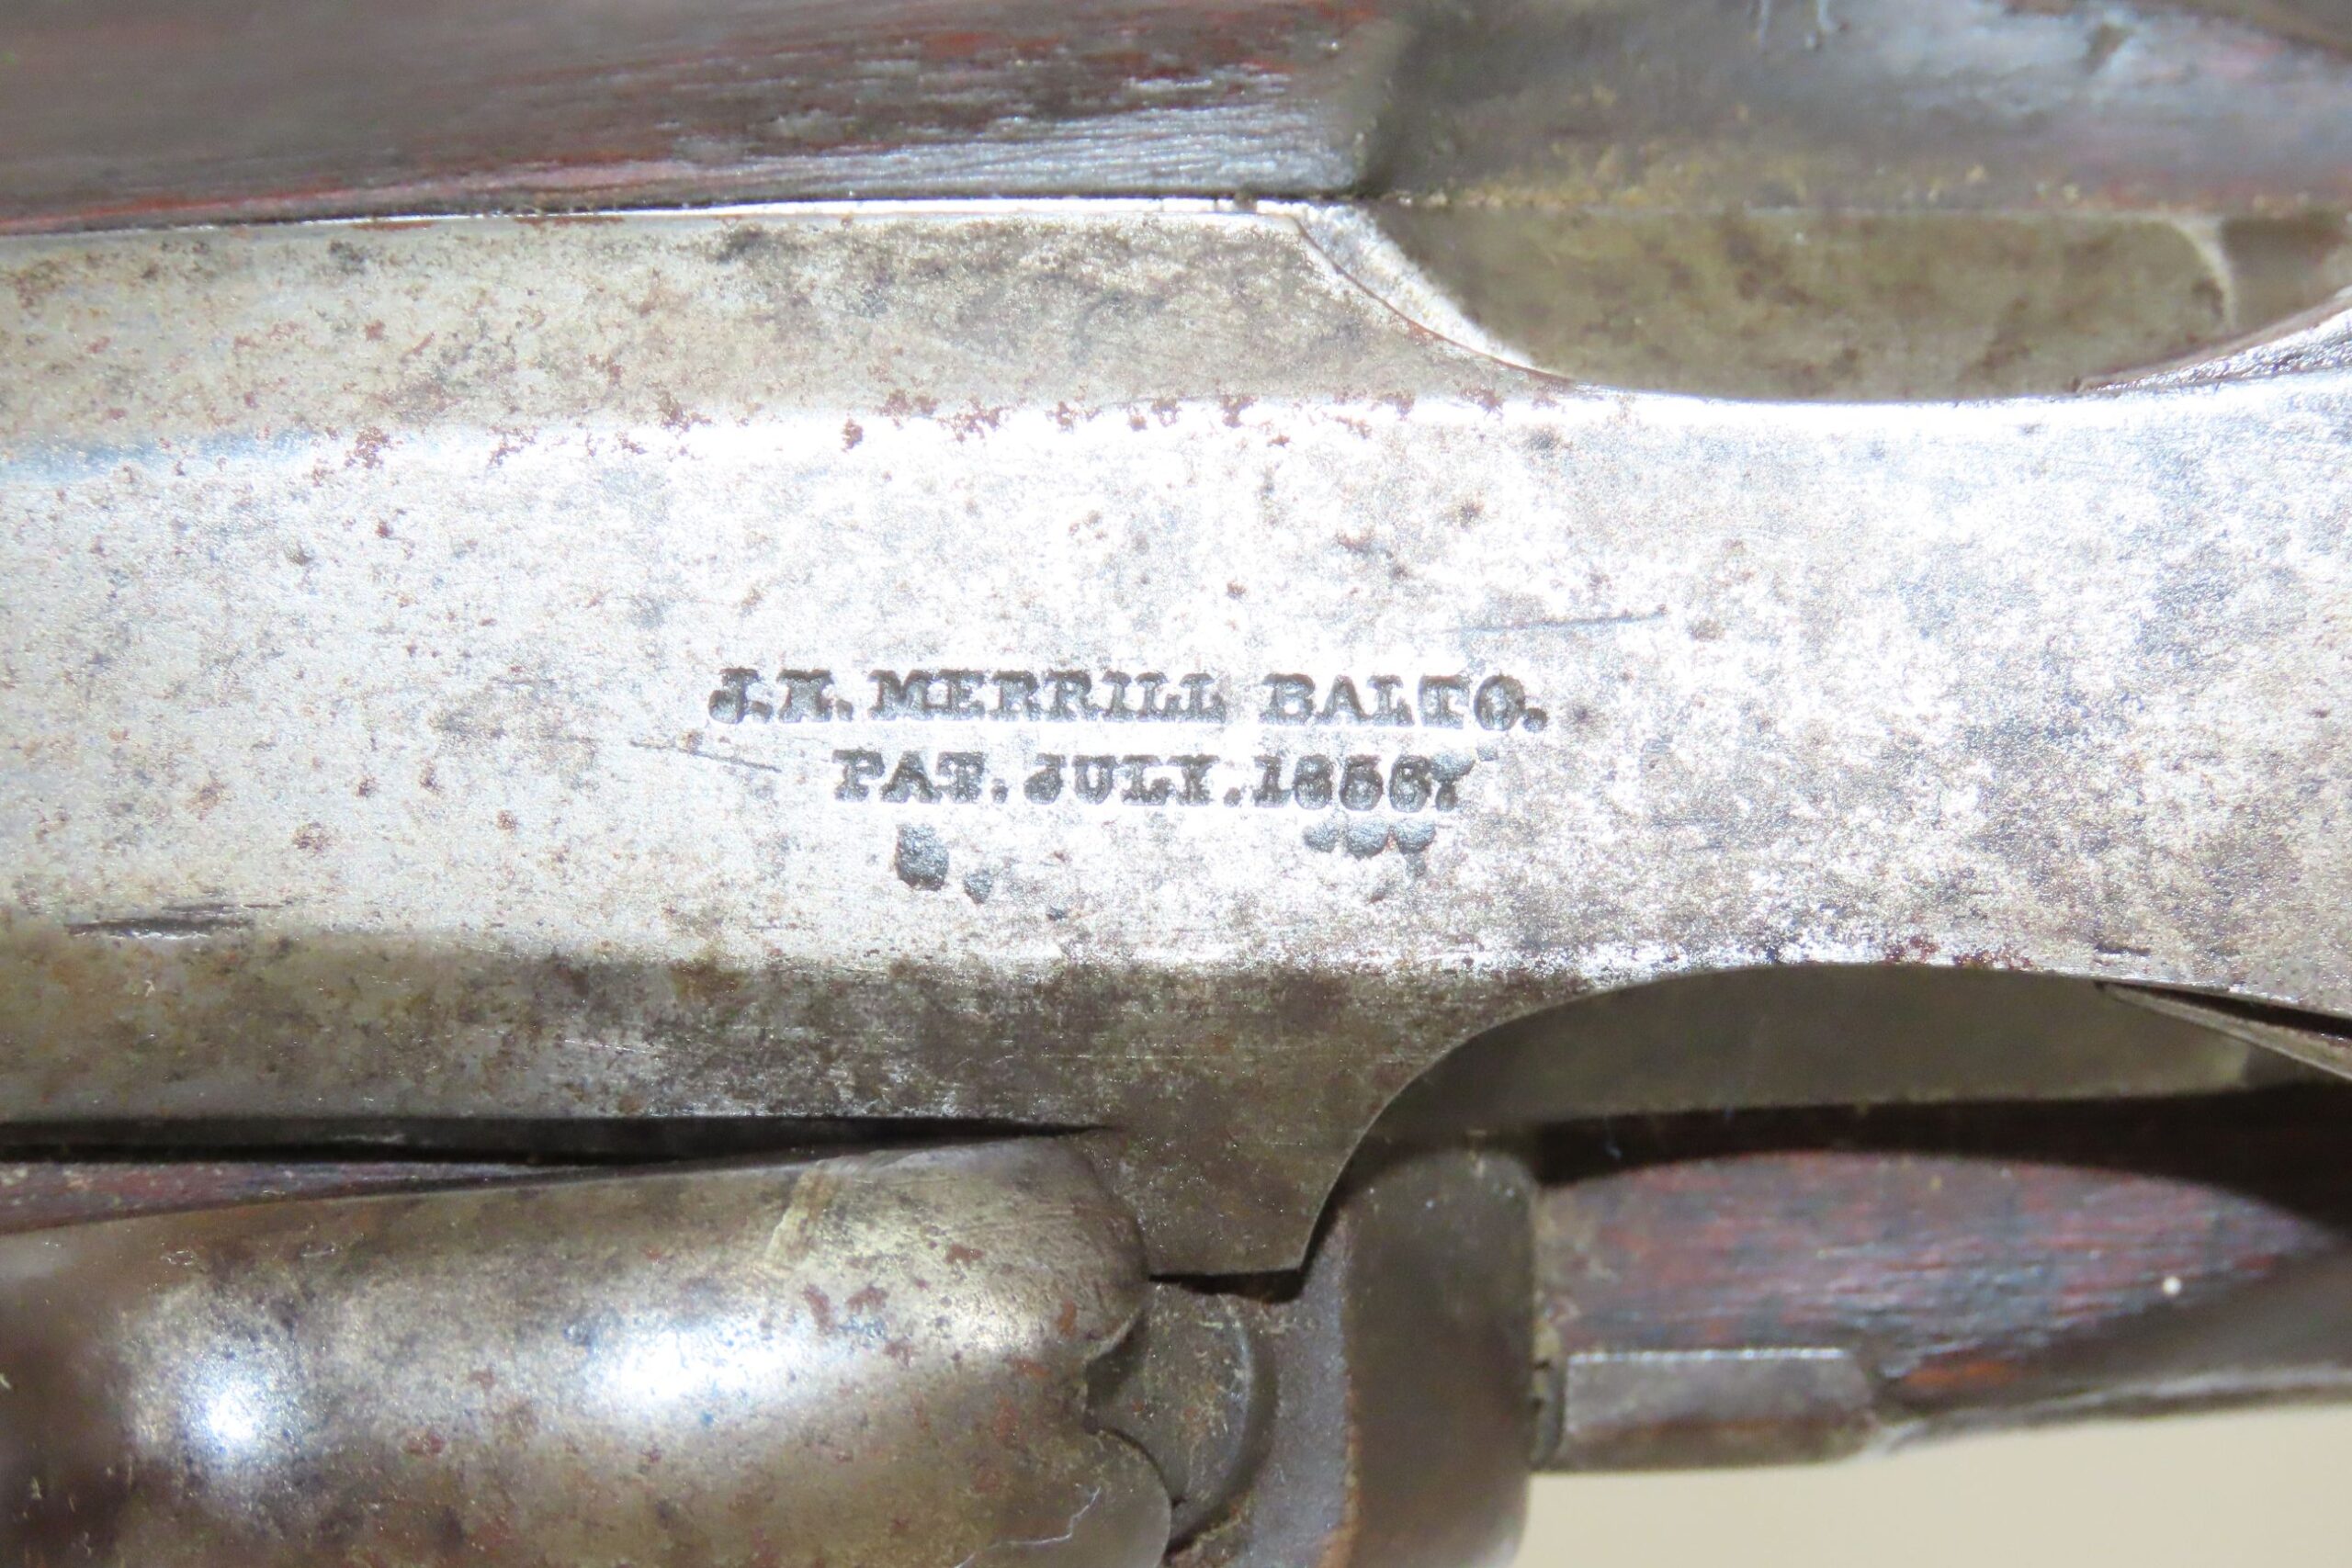 J.H. MERRILL BALTO.
PAT. JULY. 1858.